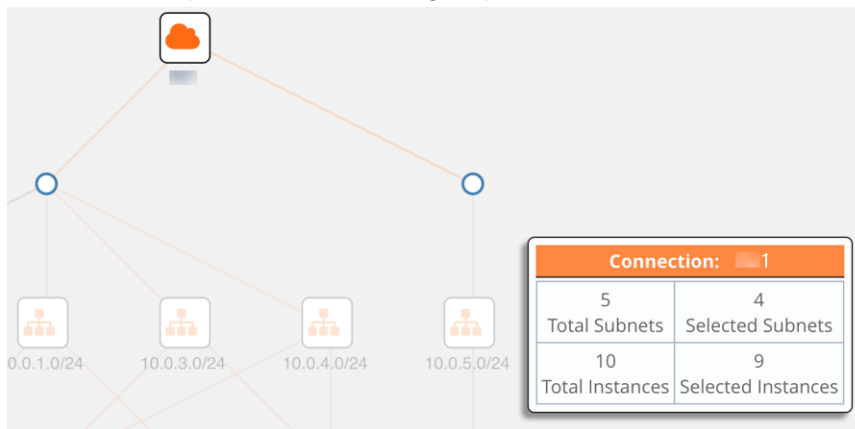 Connection: 1
5
Total Subnets
4
Selected Subnets
10
Total Instances
9
Selected Instances
0.0.1.0/24
10.0.3.0/24
10.0.4.0/24
10.0.5.0/24